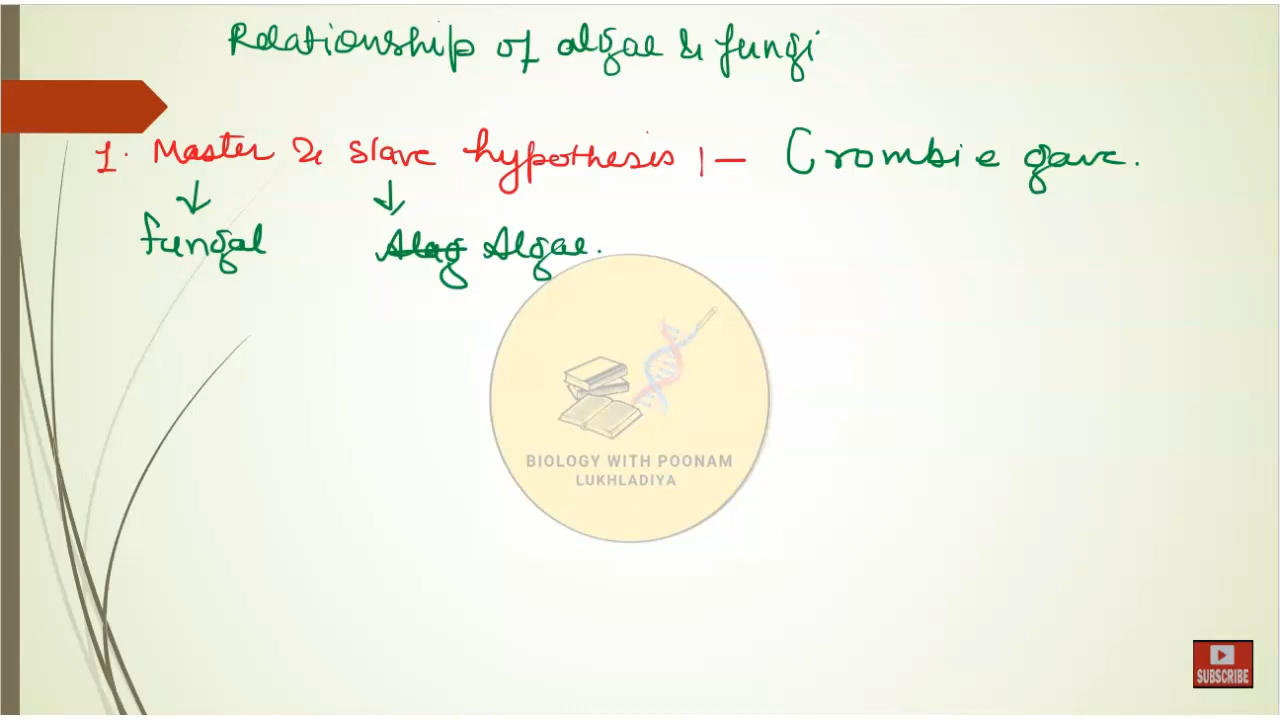 Relationship of algae & fungi
1. Master & Slave hypothesis :- Crombie gave.
fungal Alag Algae.
BIOLOGY WITH POONAM
LUKHLADIYA
SUBSCRIBE